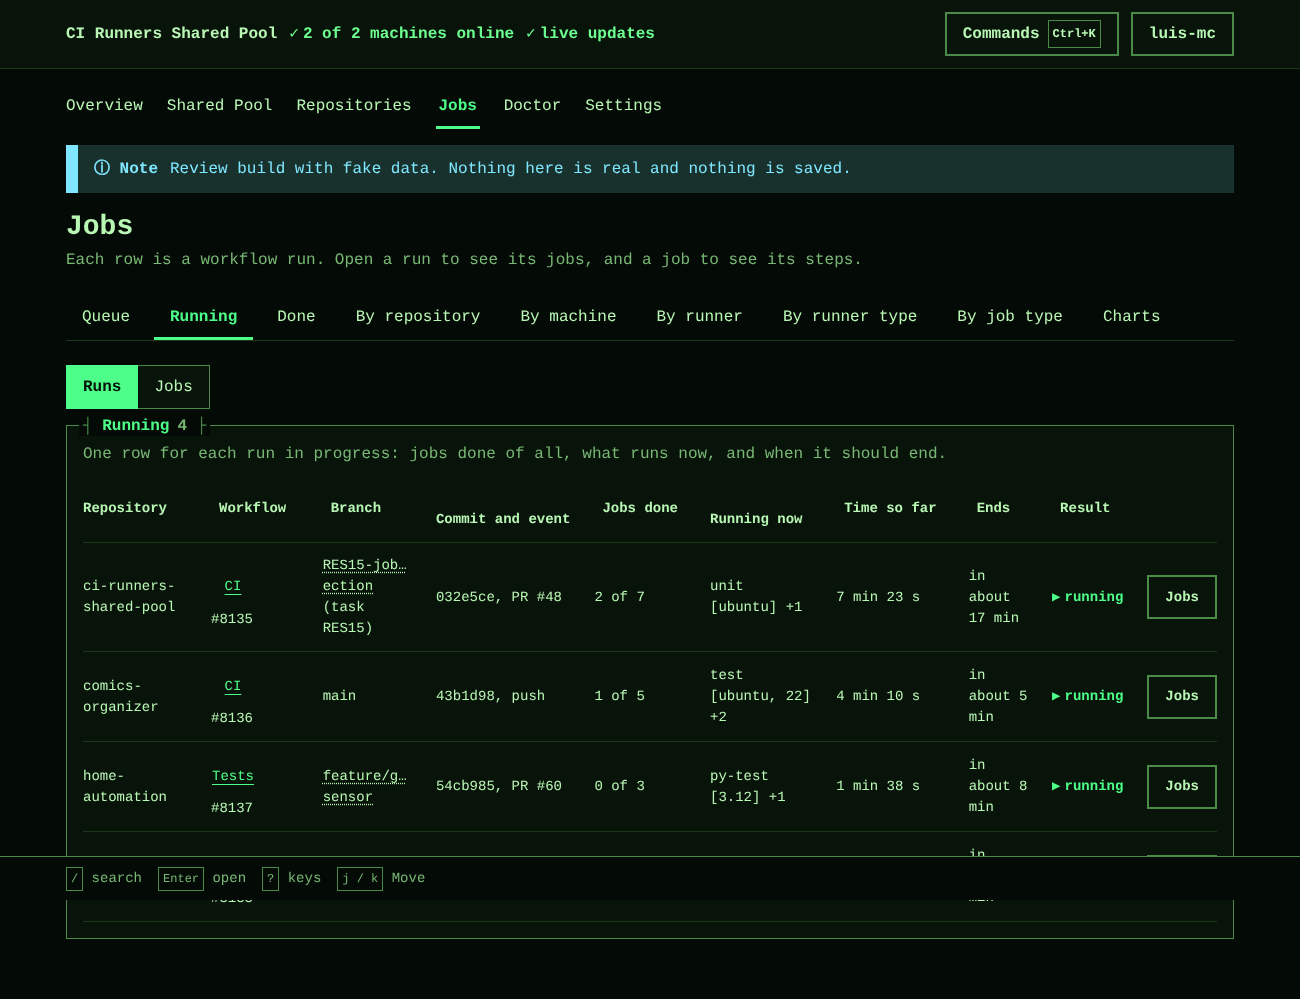 CI Runners Shared Pool ✓ 2 of 2 machines online ✓ live updates Commands Ctrl+K luis-mc
Overview Shared Pool Repositories Jobs Doctor Settings
ⓘ Note Review build with fake data. Nothing here is real and nothing is saved.
Jobs
Each row is a workflow run. Open a run to see its jobs, and a job to see its steps.
Queue Running Done By repository By machine By runner By runner type By job type Charts
Runs Jobs
Running 4
One row for each run in progress: jobs done of all, what runs now, and when it should end.
Repository Workflow Branch Commit and event Jobs done Running now Time so far Ends Result
ci-runners-
shared-pool
CI
#8135
RES15-job…
ection
(task
RES15)
032e5ce, PR #48
2 of 7
unit
[ubuntu] +1
7 min 23 s
in
about
17 min
▶ running
Jobs
comics-
organizer
CI
#8136
main
43b1d98, push
1 of 5
test
[ubuntu, 22]
+2
4 min 10 s
in
about 5
min
▶ running
Jobs
home-
automation
Tests
#8137
feature/g…
sensor
54cb985, PR #60
0 of 3
py-test
[3.12] +1
1 min 38 s
in
about 8
min
▶ running
Jobs
in
/ search Enter open ? keys j / k Move